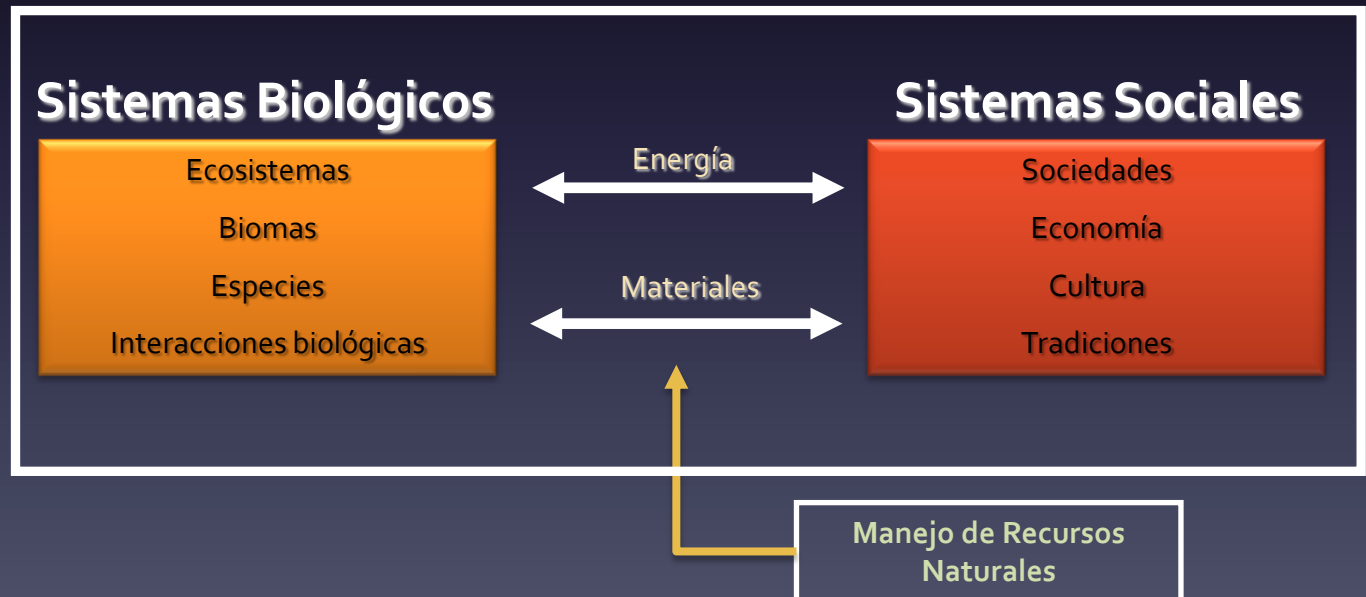 Sistemas Biológicos
Ecosistemas
Biomas
Especies
Interacciones biológicas
Energía
Materiales
Sistemas Sociales
Sociedades
Economía
Cultura
Tradiciones
Manejo de Recursos
Naturales